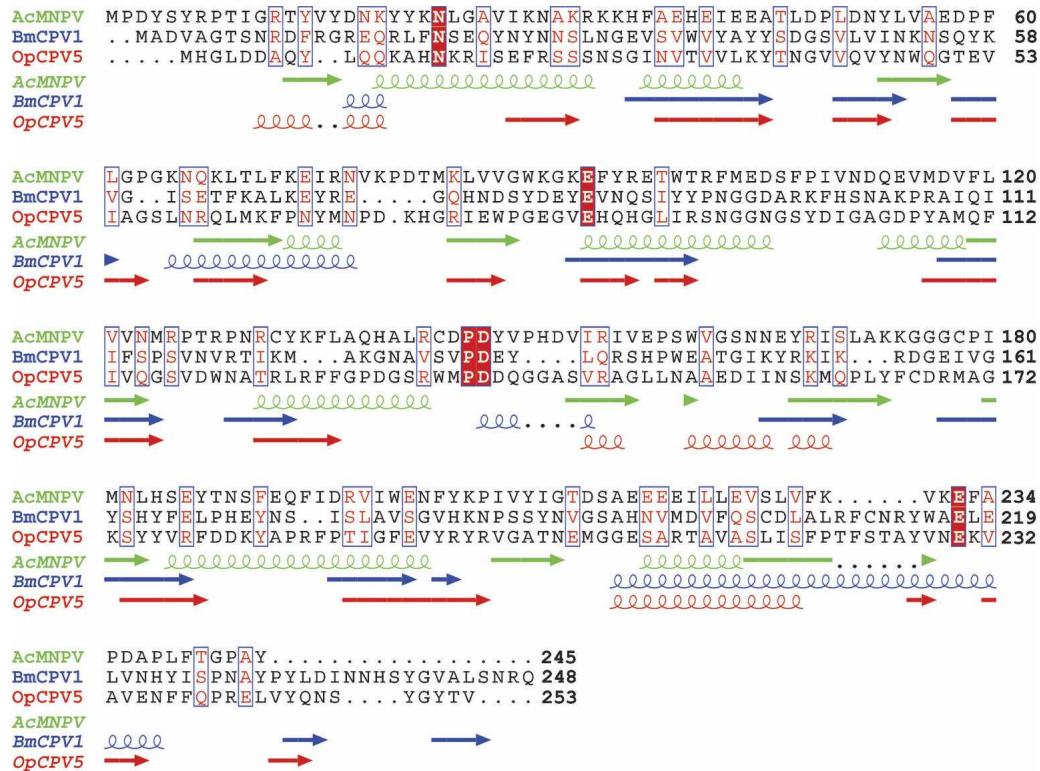 AcMNPV MPDYSYRPTIGRTYVYDNKYYKNLGAVIKNAKRKKHFAEHEIEEATLDPLDNYLVAEDPF 60
BmCPV1 ..MADVAGTSNRDFRGREQRLFNSEQYNYNNSLNGEVSVWVYAYYSDGSVLVINKNSQYK 58
OpCPV5 .....MHGLDDAQY.LQQKAHNKRISEFRSSSSNSGINVTVVLKYTNGVVQVYNWQGTEV 53
AcMNPV
BmCPV1
OpCPV5 ..
LGPGKNQKLTLFKEIRNVKPDTMKLVVGWKGKEFYRETWTRFMEDSFPIVNDQEVMDVFL 120
AcMNPV
BmCPV1 VG..ISETFKALKEYRE.....GQHNDSYDEYEVNQSIYYPNGGDARKFHSNAKPRAIQI 111
OpCPV5 IAGSLNRQLMKFPNYMNPD.KHGRIEWPGEGVEHQHGLIRSNGGNGSYDIGAGDPYAMQF 112
AcMNPV
BmCPV1
OpCPV5
AcMNPV VVNMRPTRPNRCYKFLAQHALRCDPDYVPHDVIRIVEPSWVGSNNEYRISLAKKGGGCPI 180
BmCPV1 IFSPSVNVRTIKM..AKGNAVSVPDEY....LQRSHPWEATGIKYRKIK...RDGEIVG 161
OpCPV5 IVQGSVDWNATRLRFFGPDGSRWMPDDQGGASVRAGLLNAAEDIINSKMQPLYFCDRMAG 172
AcMNPV
BmCPV1 ....
OpCPV5
AcMNPV MNLHSEYTNSFEQFIDRVIWENFYKPIVYIGTDSAEEEEILLEVSLVFK......VKEFA 234
BmCPV1 YSHYFELPHEYNS..ISLAVSGVHKNPSSYNVGSAHNVMDVFQSCDLALRFCNRYWAELE 219
OpCPV5 KSYYVRFDDKYAPRFPTIGFEVYRYRVGATNEMGGESARTAVASLISFPTFSTAYVNEKV 232
AcMNPV ......
BmCPV1
OpCPV5
AcMNPV PDAPLFTGPAY................... 245
BmCPV1 LVNHYISPNAYPYLDINNHSYGVALSNRQ 248
OpCPV5 AVENFFQPRELVYQNS....YGYTV.... 253
AcMNPV
BmCPV1
OpCPV5